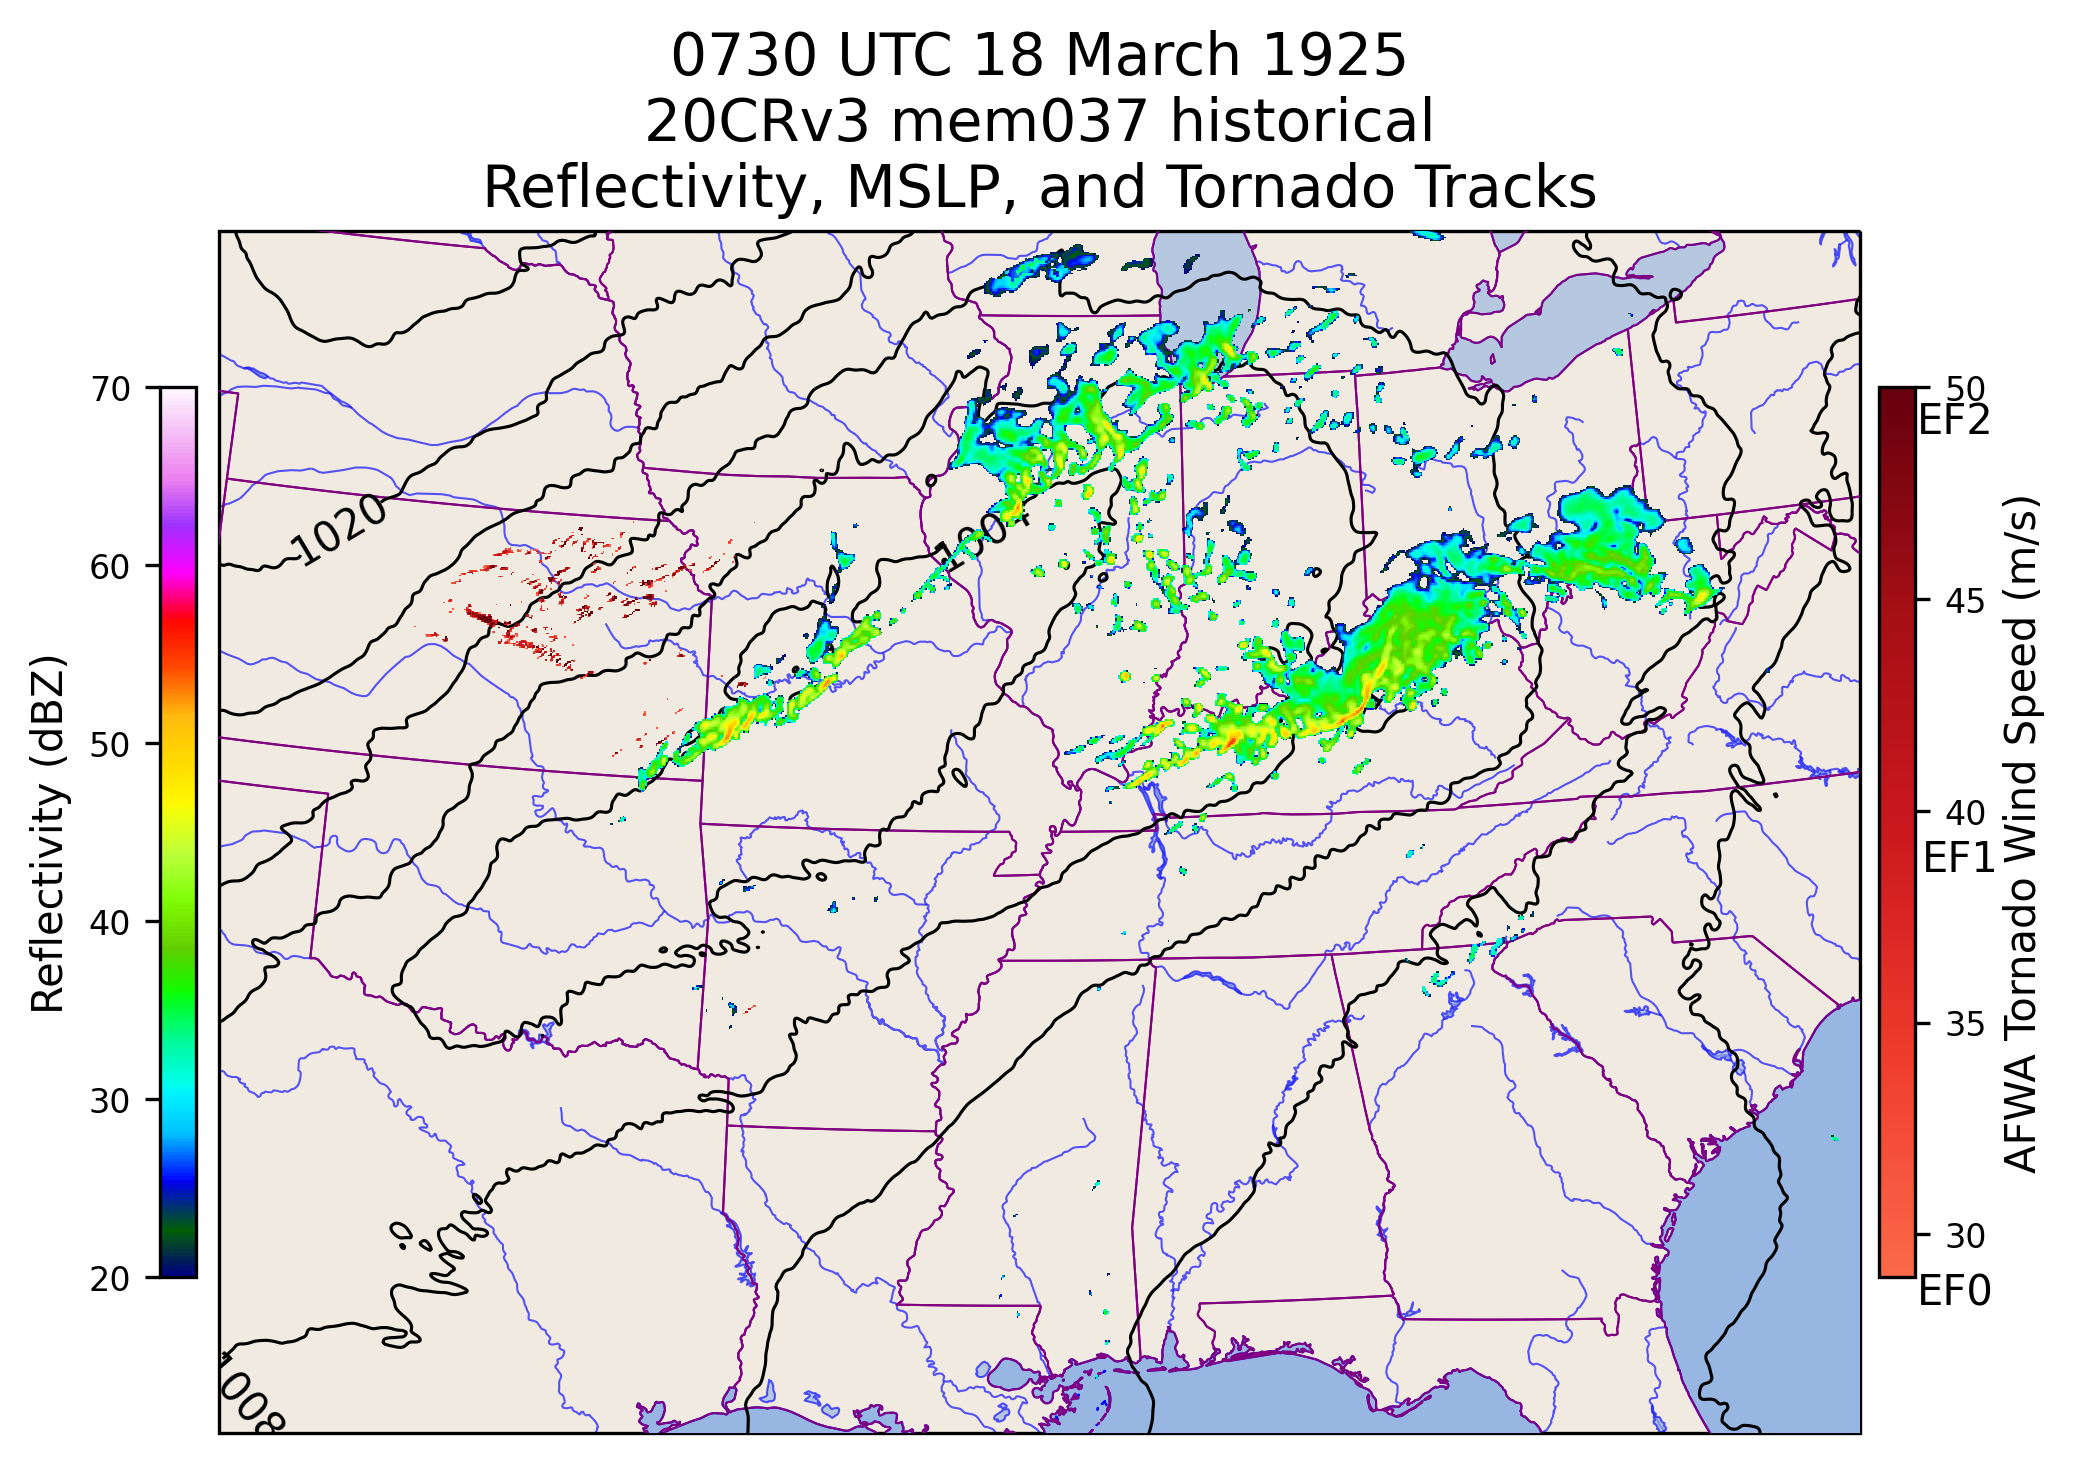 0730 UTC 18 March 1925
20CRv3 mem037 historical
Reflectivity, MSLP, and Tornado Tracks
70
60
50
40
30
20
Reflectivity (dBZ)
1020
1004
1008
50
EF2
45
40
EF1
35
30
EF0
AFWA Tornado Wind Speed (m/s)